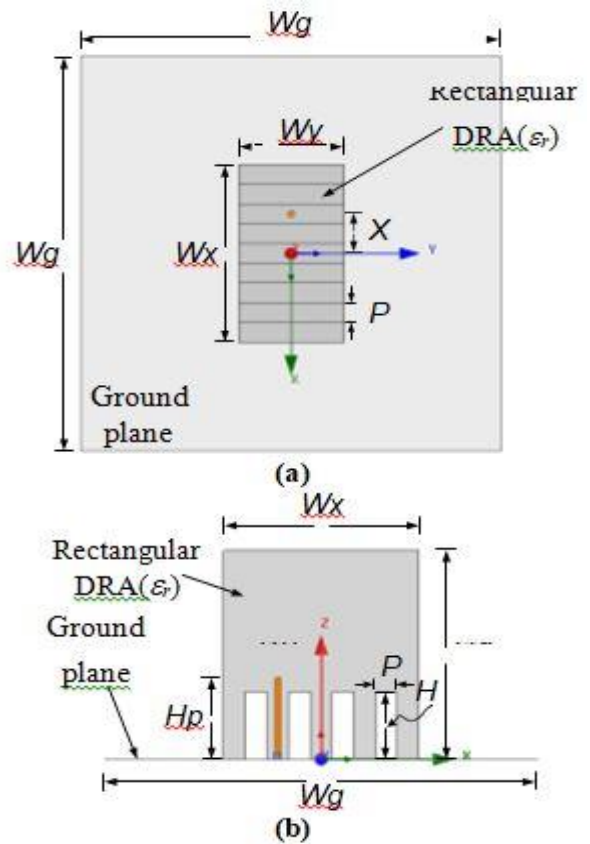 Wg
Rectangular
DRA(εr)
Wy
X
Wg
Wx
Y
P
X
Ground
plane
(a)
Wx
Rectangular
DRA(εr)
Ground
plane
Z
P
H
Hp
X
Wg
(b)